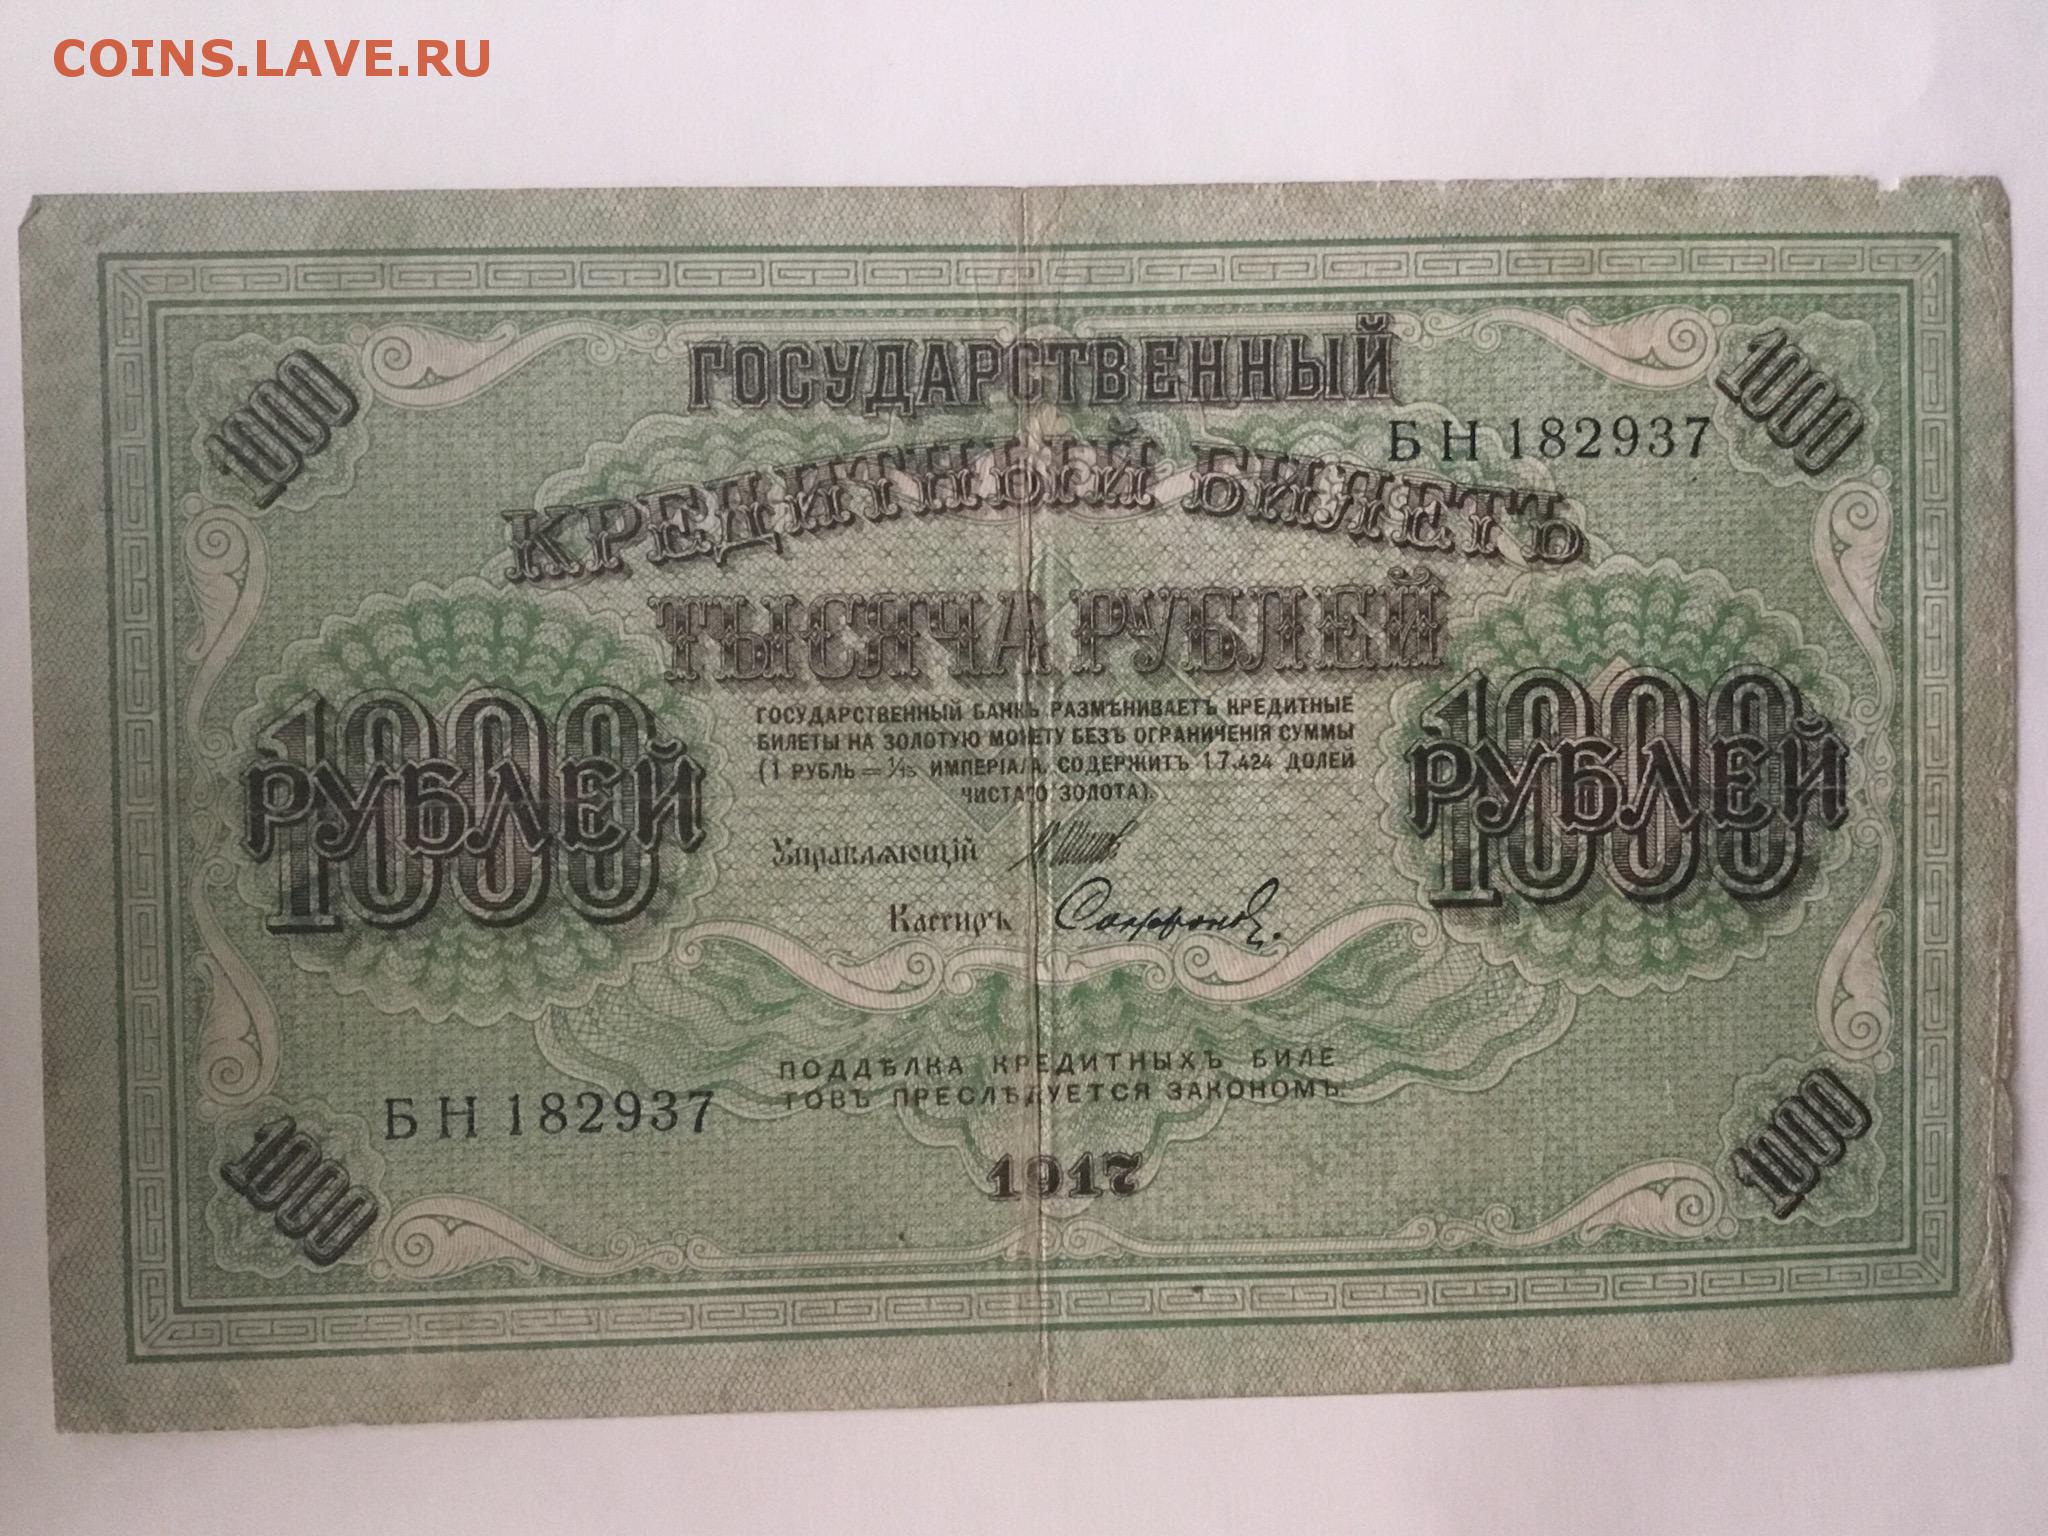 COINS.LAVE.RU
1000
1000
ГОСУДАРСТВЕННЫЙ
БН 182937
КРЕДИТНЫЙ БИЛЕТЪ
ТЫСЯЧА РУБЛЕЙ
1000
РУБЛЕЙ
1000
РУБЛЕЙ
ГОСУДАРСТВЕННЫЙ БАНКЪ РАЗМѢНИВАЕТЪ КРЕДИТНЫЕ
БИЛЕТЫ НА ЗОЛОТУЮ МОНЕТУ БЕЗЪ ОГРАНИЧЕНІЯ СУММЫ
(1 РУБЛЬ = 1/15 ИМПЕРІАЛА, СОДЕРЖИТЪ 17,424 ДОЛЕЙ
ЧИСТАГО ЗОЛОТА).
Управляющій
Кассиръ Сафронов
ПОДДѢЛКА КРЕДИТНЫХЪ БИЛЕ
ТОВЪ ПРЕСЛѢДУЕТСЯ ЗАКОНОМЪ.
БН 182937
1917
1000
1000